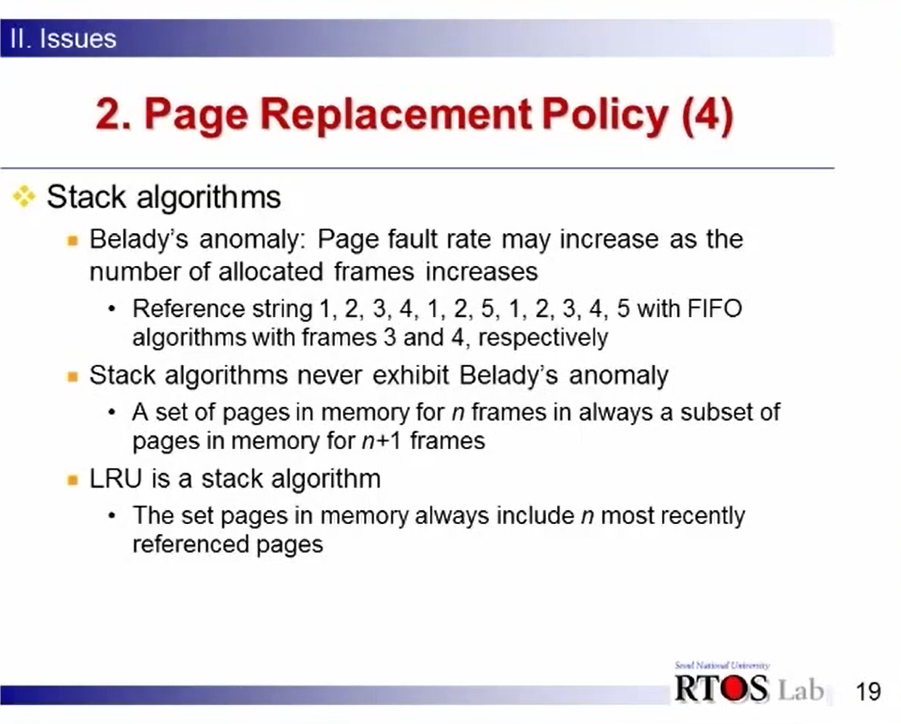 II. Issues
2. Page Replacement Policy (4)
Stack algorithms
Belady's anomaly: Page fault rate may increase as the
number of allocated frames increases
• Reference string 1, 2, 3, 4, 1, 2, 5, 1, 2, 3, 4, 5 with FIFO
algorithms with frames 3 and 4, respectively
Stack algorithms never exhibit Belady's anomaly
• A set of pages in memory for n frames in always a subset of
pages in memory for n+1 frames
LRU is a stack algorithm
• The set pages in memory always include n most recently
referenced pages
Seoul National University
RTOS Lab
19